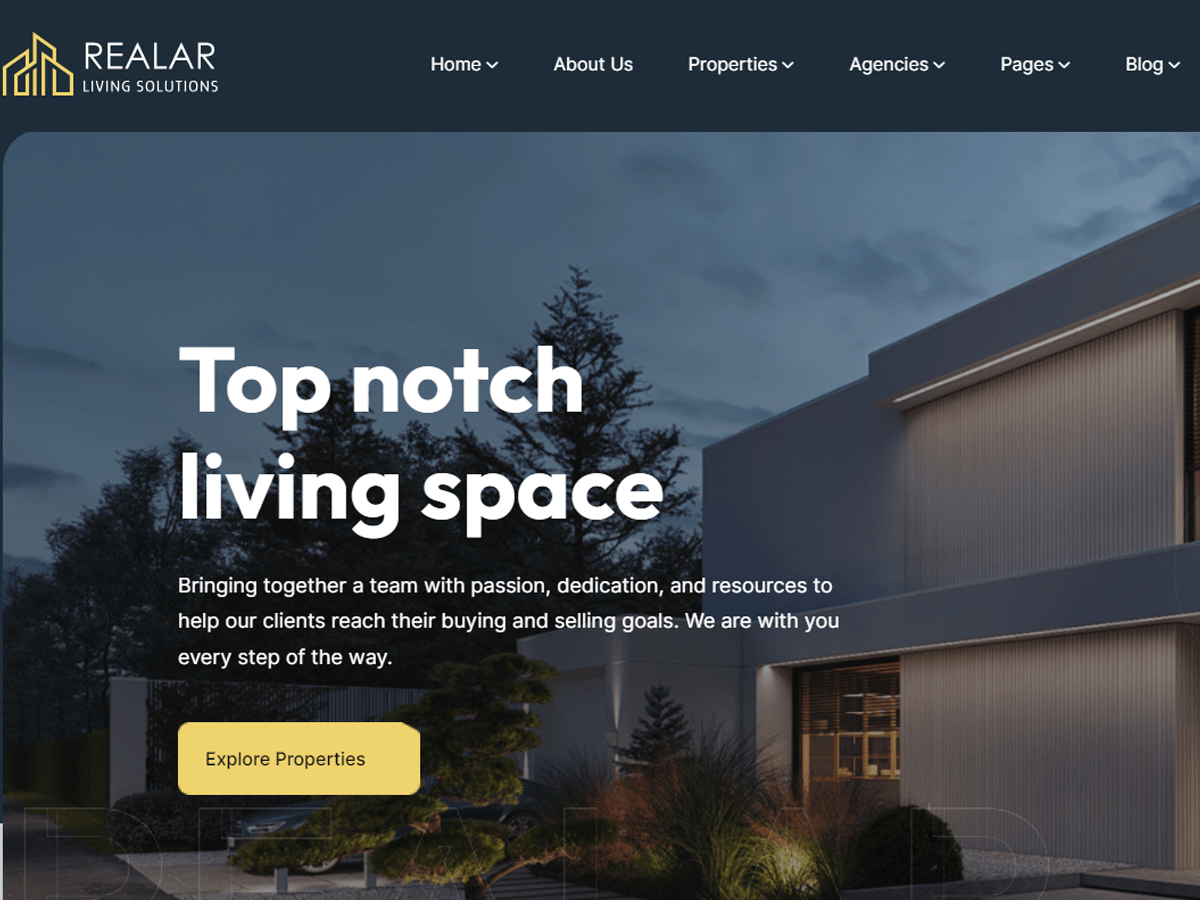 REALAR
LIVING SOLUTIONS
Home
About Us
Properties
Agencies
Pages
Blog
Top notch
living space
Bringing together a team with passion, dedication, and resources to
help our clients reach their buying and selling goals. We are with you
every step of the way.
Explore Properties
REALAR